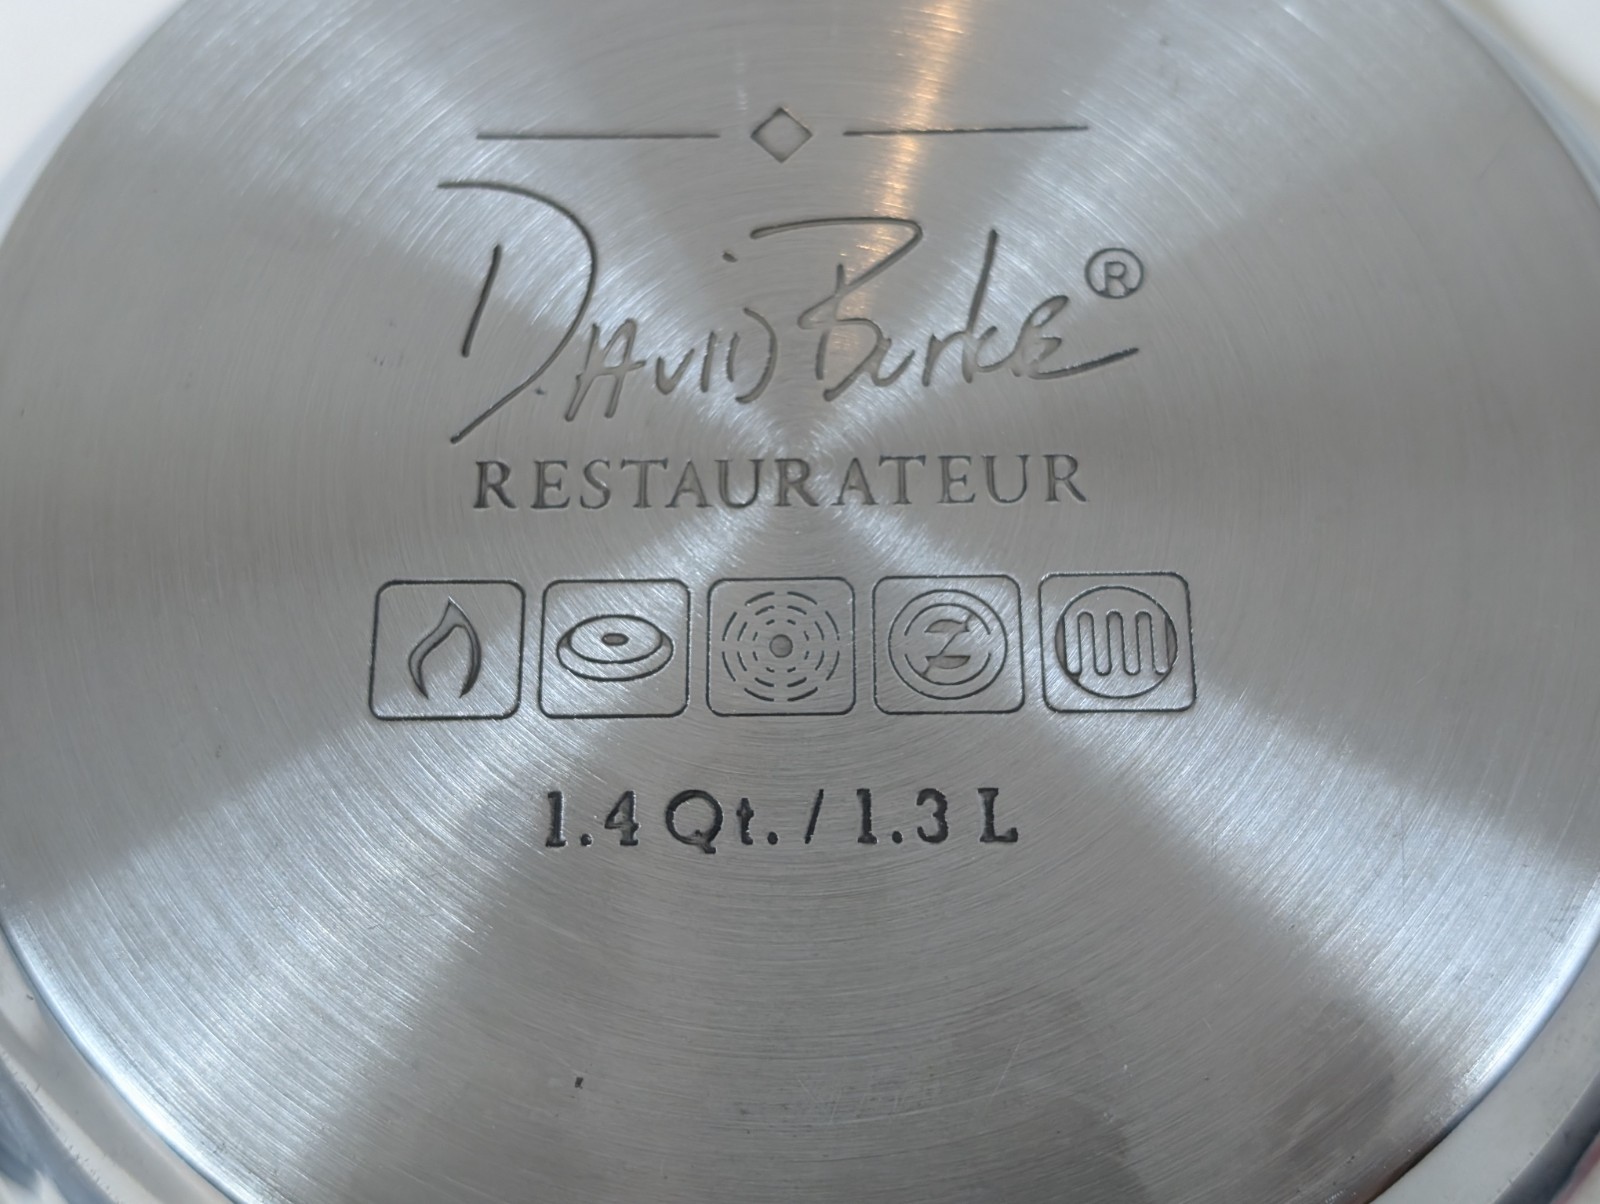 David Burke®
RESTAURATEUR
1.4 Qt. / 1.3 L